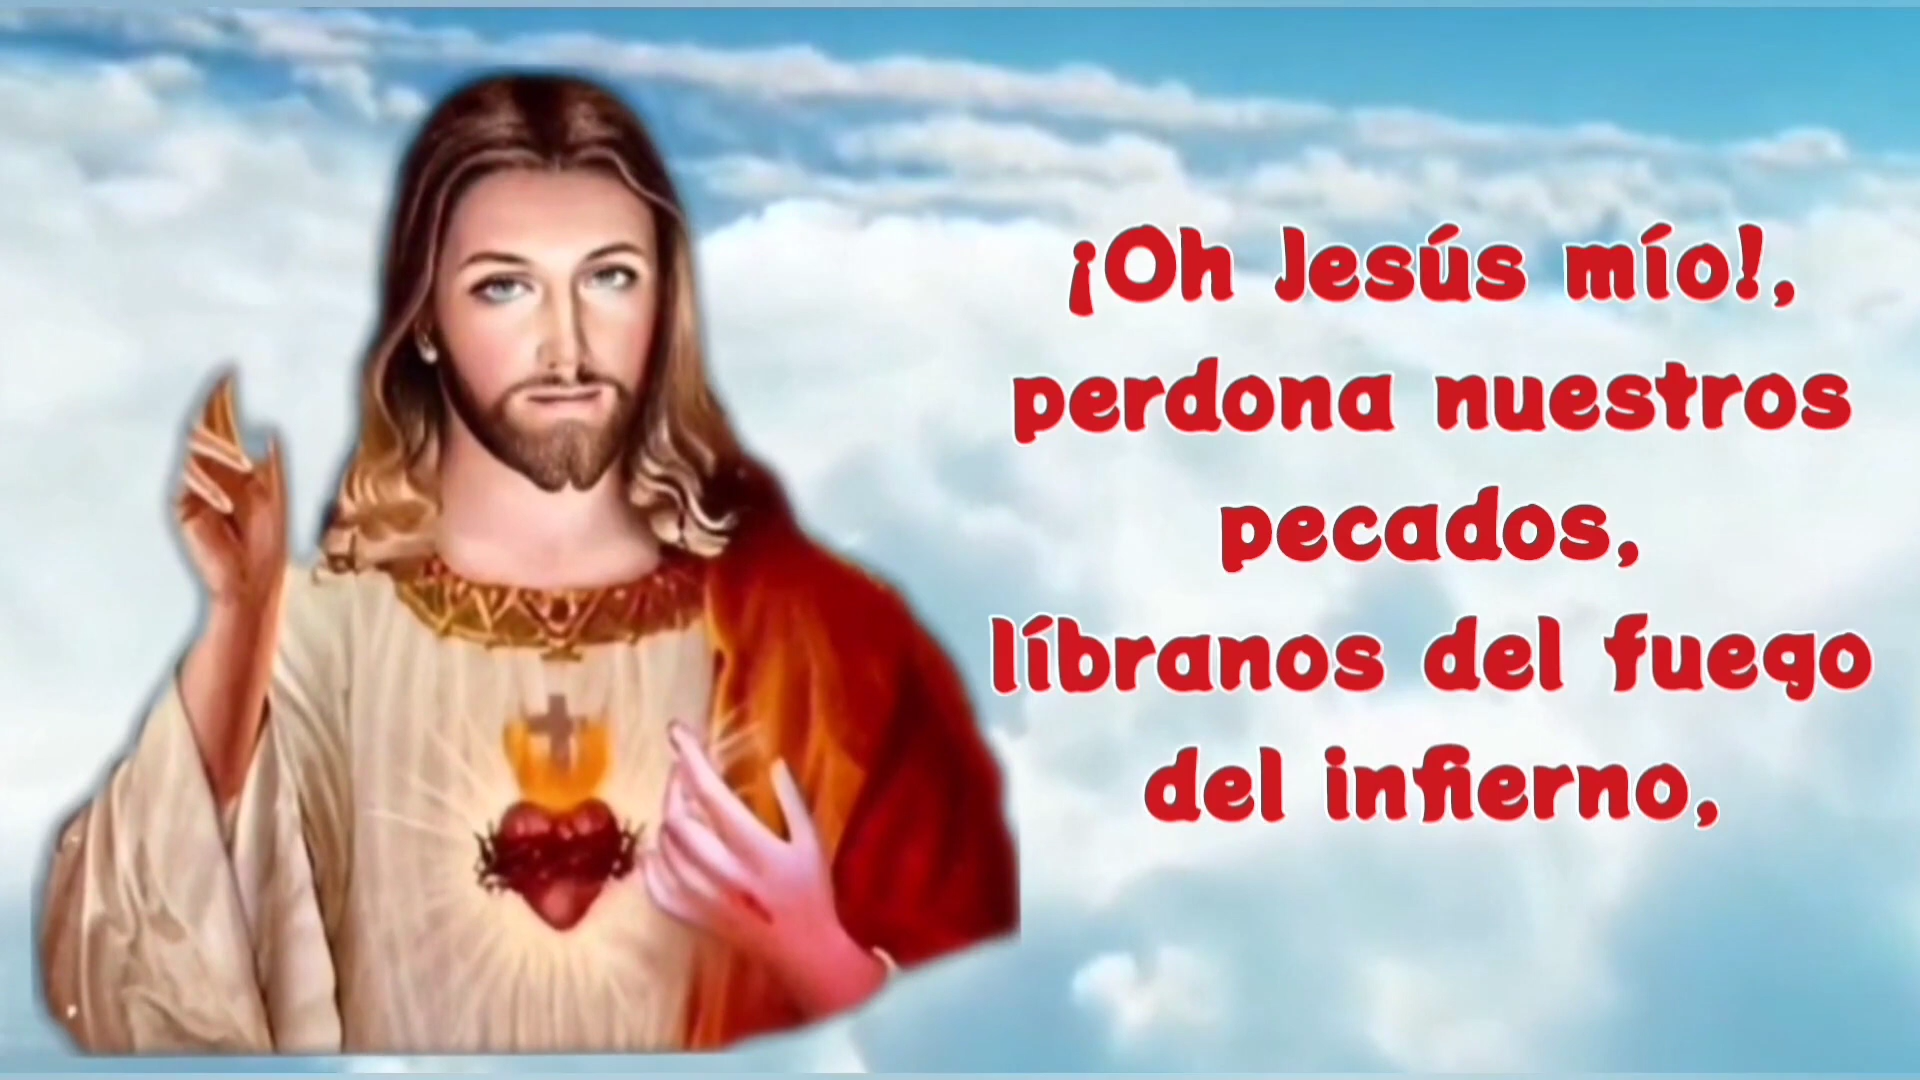 ¡Oh Jesús mío!,
perdona nuestros
pecados,
líbranos del fuego
del infierno,